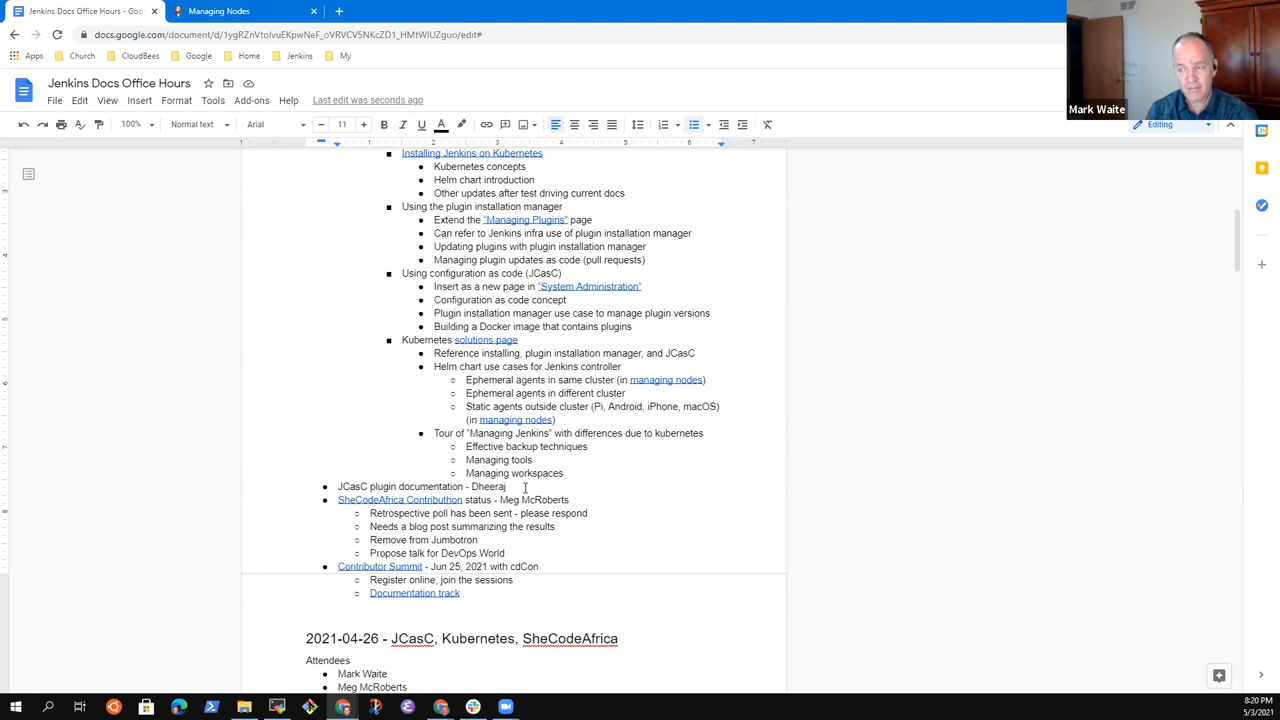 Jenkins Docs Office Hours - Goo
Managing Nodes
docs.google.com/document/d/1ygRZnVtoIvuEKpwNeF_oVRVCV5NKcZD1_HMtWIUZguo/edit#
Apps
Church
CloudBees
Google
Home
Jenkins
My
Mark Waite
Jenkins Docs Office Hours
File Edit View Insert Format Tools Add-ons Help Last edit was seconds ago
100% Normal text Arial 11 B I U A Editing
1 1 2 3 4 5 6 7
Installing Jenkins on Kubernetes
Kubernetes concepts
Helm chart introduction
Other updates after test driving current docs
Using the plugin installation manager
Extend the "Managing Plugins" page
Can refer to Jenkins infra use of plugin installation manager
Updating plugins with plugin installation manager
Managing plugin updates as code (pull requests)
Using configuration as code (JCasC)
Insert as a new page in "System Administration"
Configuration as code concept
Plugin installation manager use case to manage plugin versions
Building a Docker image that contains plugins
Kubernetes solutions page
Reference installing, plugin installation manager, and JCasC
Helm chart use cases for Jenkins controller
Ephemeral agents in same cluster (in managing nodes)
Ephemeral agents in different cluster
Static agents outside cluster (Pi, Android, iPhone, macOS)
(in managing nodes)
Tour of "Managing Jenkins" with differences due to kubernetes
Effective backup techniques
Managing tools
Managing workspaces
JCasC plugin documentation - Dheeraj
SheCodeAfrica Contributhon status - Meg McRoberts
Retrospective poll has been sent - please respond
Needs a blog post summarizing the results
Remove from Jumbotron
Propose talk for DevOps World
Contributor Summit - Jun 25, 2021 with cdCon
Register online, join the sessions
Documentation track
2021-04-26 - JCasC, Kubernetes, SheCodeAfrica
Attendees
Mark Waite
Meg McRoberts
8:20 PM
5/3/2021